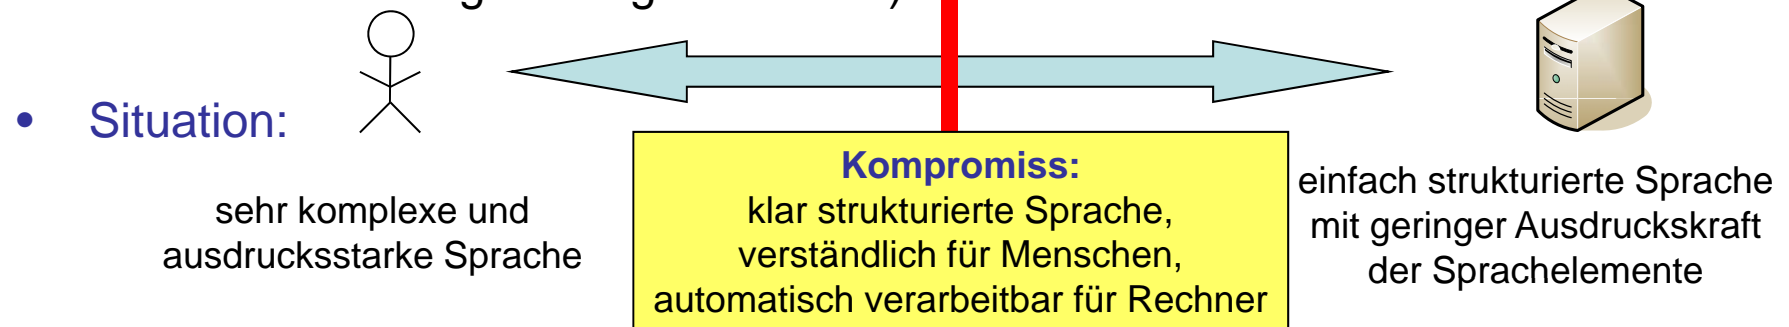 • Situation:
sehr komplexe und
ausdrucksstarke Sprache
Kompromiss:
klar strukturierte Sprache,
verständlich für Menschen,
automatisch verarbeitbar für Rechner
einfach strukturierte Sprache
mit geringer Ausdruckskraft
der Sprachelemente